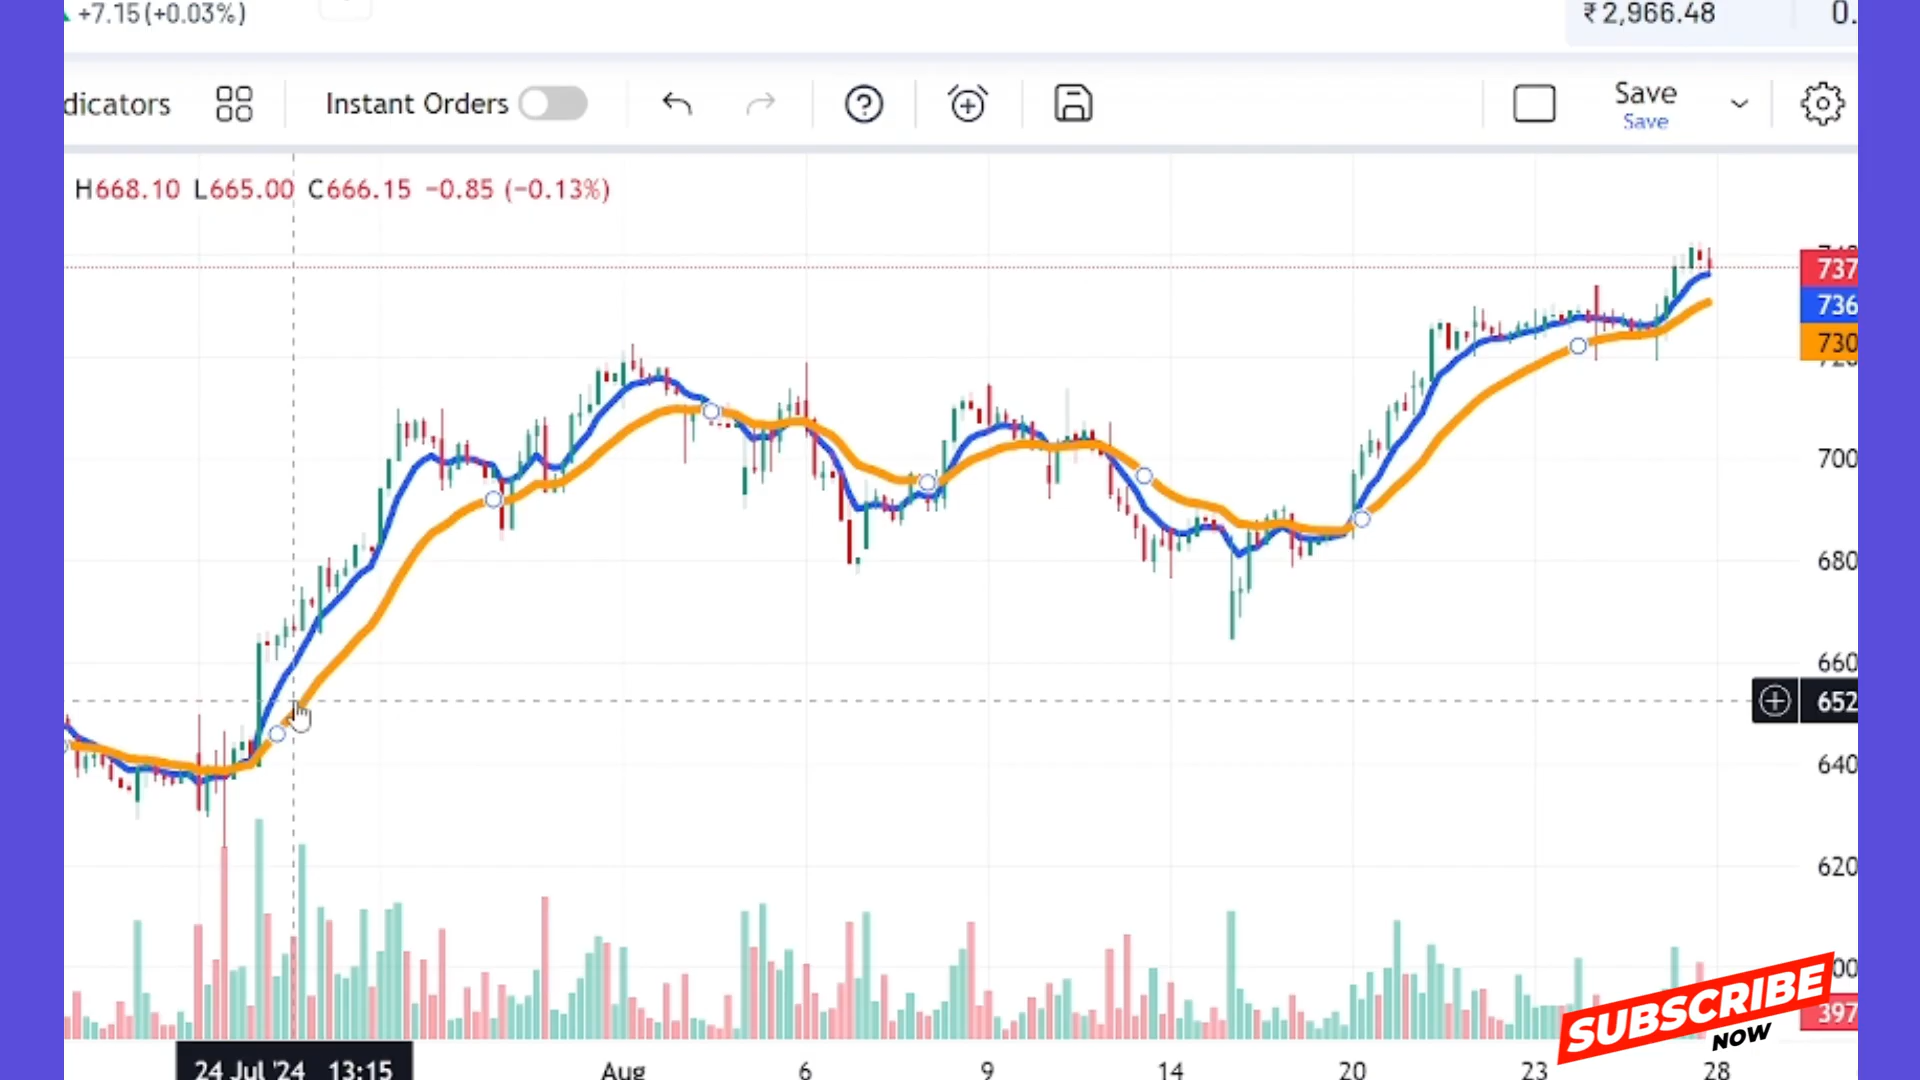 +7.15 (+0.03%)
₹2,966.48
0.
dicators
Instant Orders
Save
Save
H668.10 L665.00 C666.15 −0.85 (−0.13%)
737
736
730
700
680
660
652
640
620
00
397
SUBSCRIBE
NOW
24 Jul '24 13:15
Aug
6
9
14
20
23
28